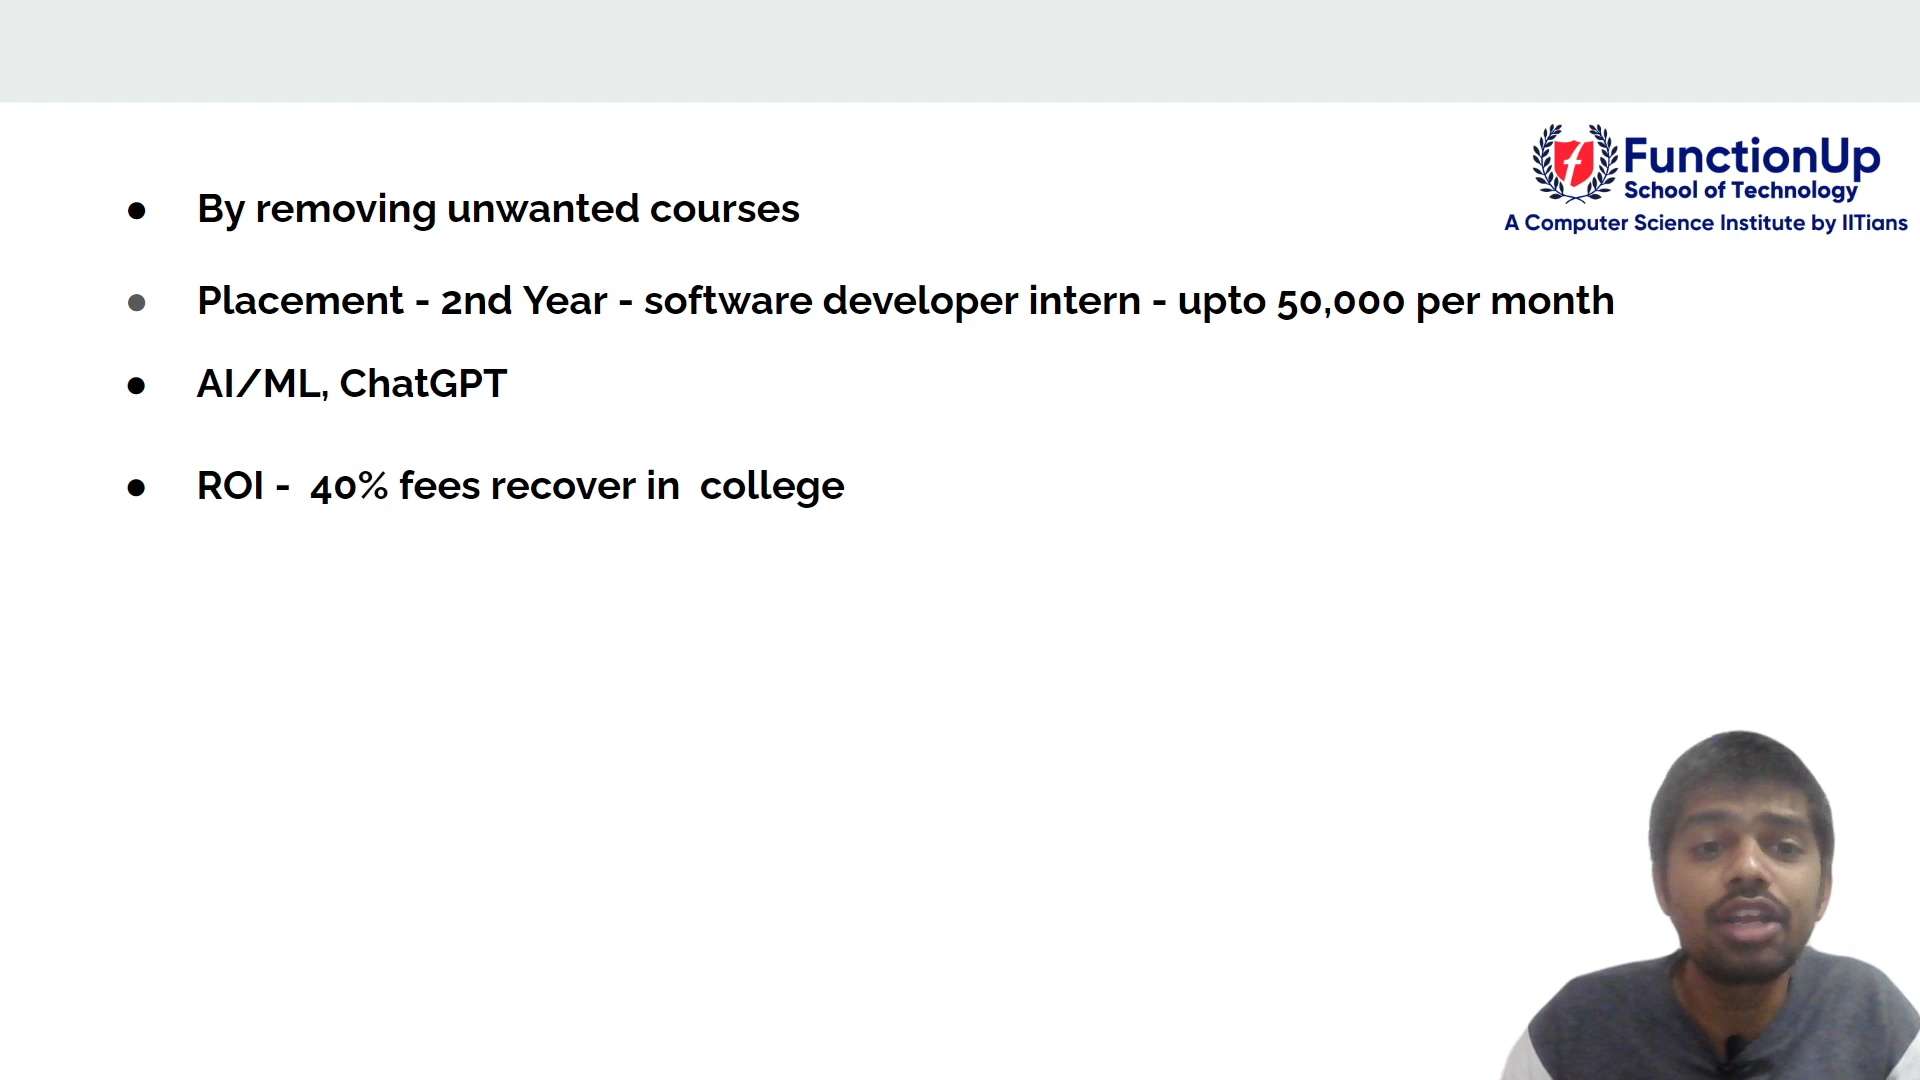 FunctionUp
School of Technology
A Computer Science Institute by IITians
● By removing unwanted courses
● Placement - 2nd Year - software developer intern - upto 50,000 per month
● AI/ML, ChatGPT
● ROI -  40% fees recover in  college